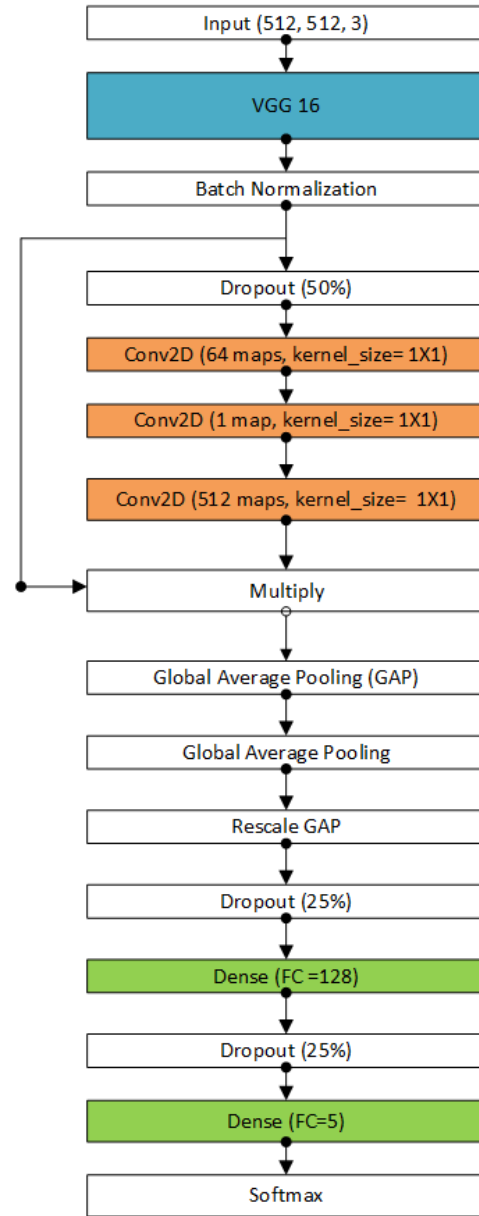 Input (512, 512, 3)
VGG 16
Batch Normalization
Dropout (50%)
Conv2D (64 maps, kernel_size= 1X1)
Conv2D (1 map, kernel_size= 1X1)
Conv2D (512 maps, kernel_size=  1X1)
Multiply
Global Average Pooling (GAP)
Global Average Pooling
Rescale GAP
Dropout (25%)
Dense (FC =128)
Dropout (25%)
Dense (FC=5)
Softmax